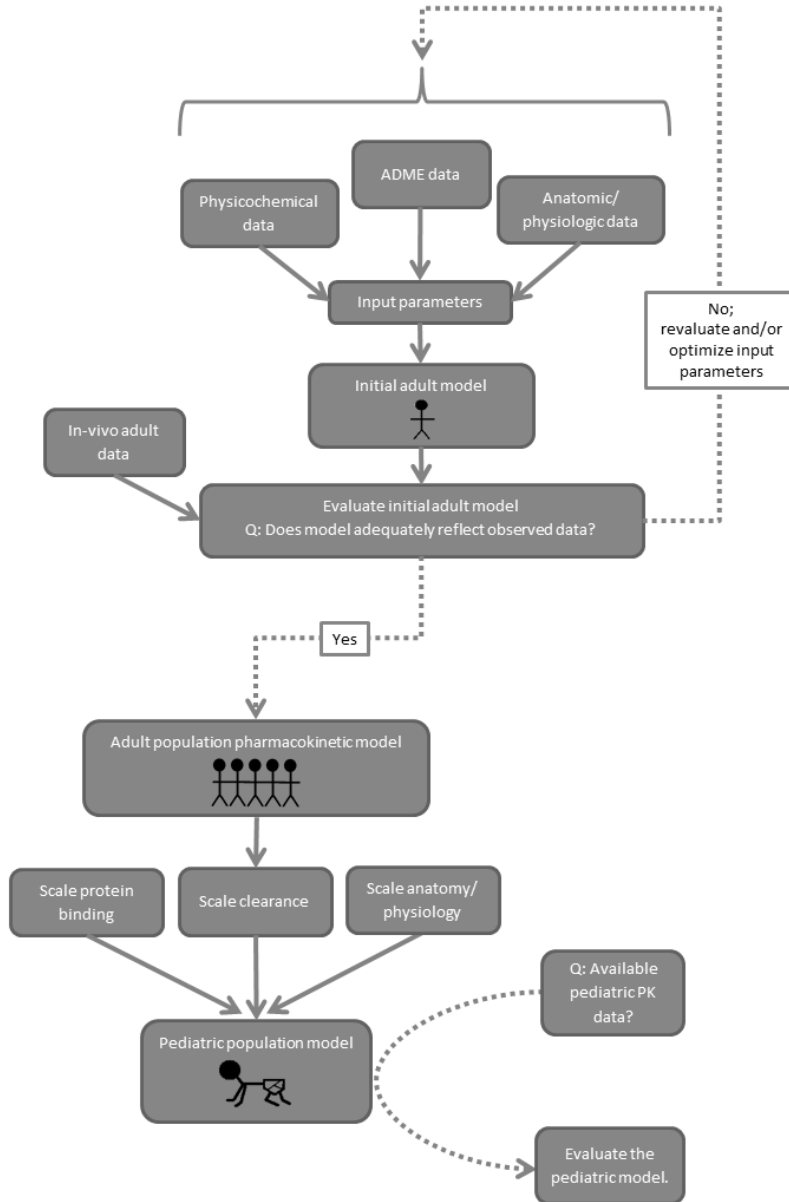 ADME data
Physicochemical
data
Anatomic/
physiologic data
Input parameters
No;
revaluate and/or
optimize input
parameters
Initial adult model
In-vivo adult
data
Evaluate initial adult model
Q: Does model adequately reflect observed data?
Yes
Adult population pharmacokinetic model
Scale protein
binding
Scale clearance
Scale anatomy/
physiology
Q: Available
pediatric PK
data?
Pediatric population model
Evaluate the
pediatric model.